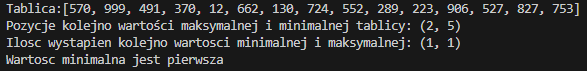 Tablica:[570, 999, 491, 370, 12, 662, 130, 724, 552, 289, 223, 906, 527, 827, 753]
Pozycje kolejno wartości maksymalnej i minimalnej tablicy: (2, 5)
Ilosc wystapien kolejno wartosci minimalnej i maksymalnej: (1, 1)
Wartosc minimalna jest pierwsza